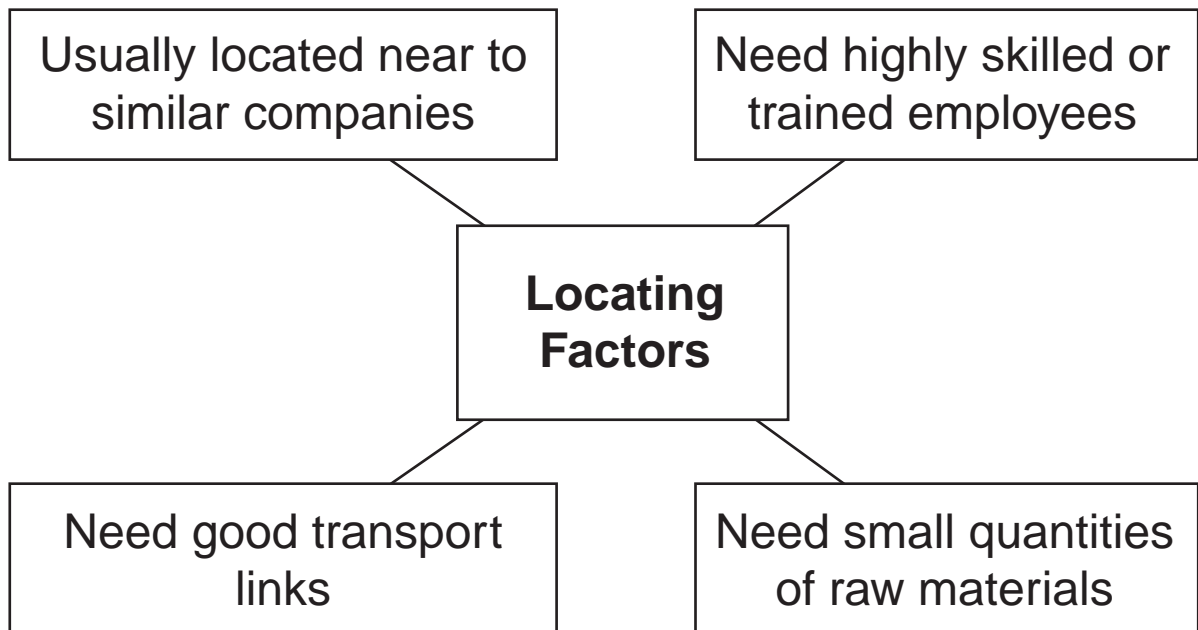 Usually located near to
similar companies
Need highly skilled or
trained employees
Locating
Factors
Need good transport
links
Need small quantities
of raw materials